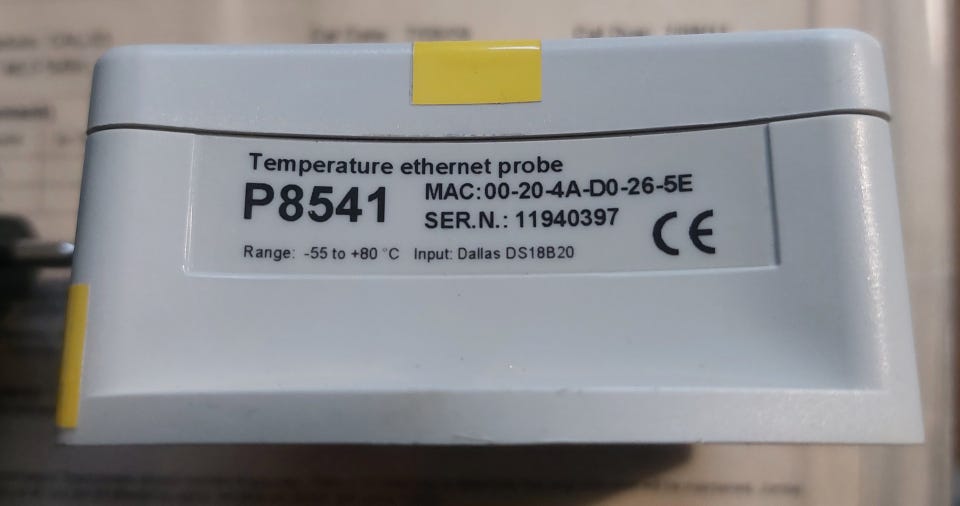 Temperature ethernet probe
P8541
MAC:00-20-4A-D0-26-5E
SER.N.: 11940397
CE
Range: -55 to +80 °C Input: Dallas DS18B20